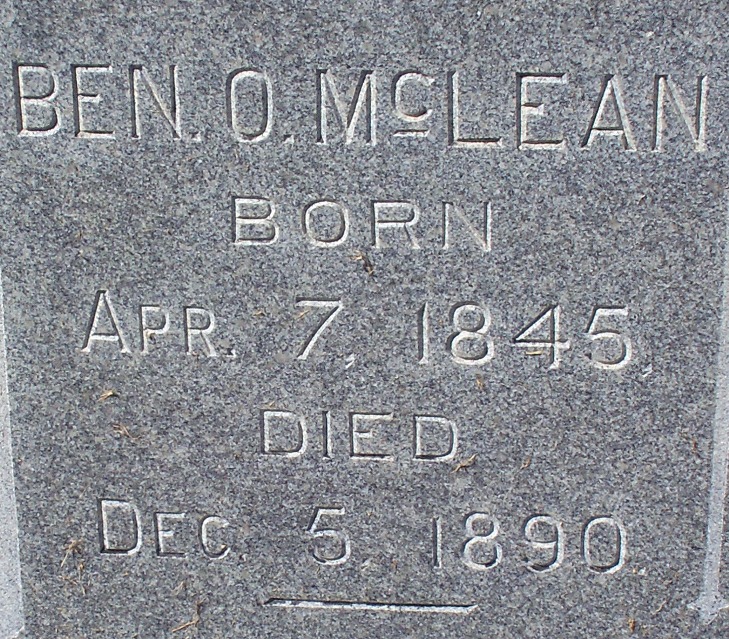 BEN. O. McLEAN
BORN
APR. 7, 1845,
DIED
DEC. 5, 1890